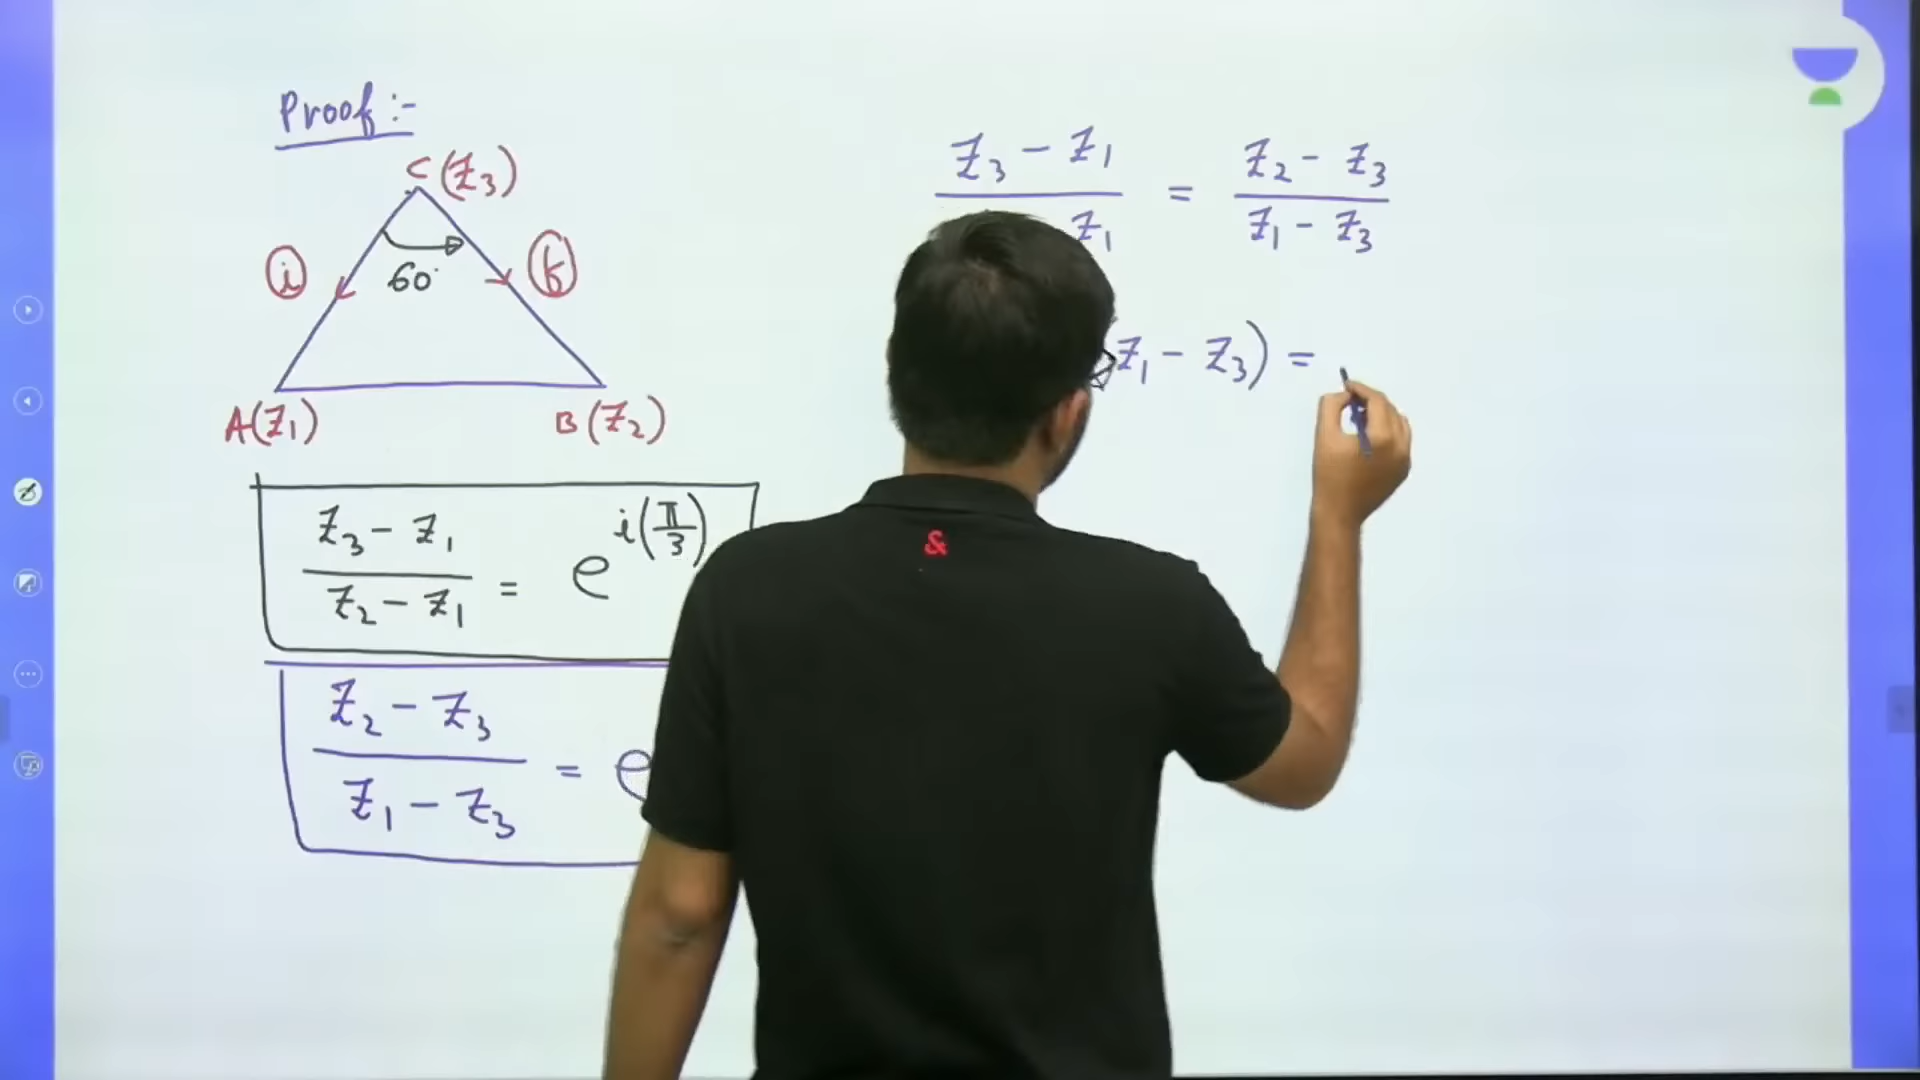 Proof :-
C (Z₃)
i
k
60°
A(Z₁)
B (Z₂)
Z₃ - Z₁
Z₂ - Z₁
= e^{i(π/3)}
Z₂ - Z₃
Z₁ - Z₃
= e
Z₃ - Z₁
Z₁
=
Z₂ - Z₃
Z₁ - Z₃
Z₁ - Z₃) =
&